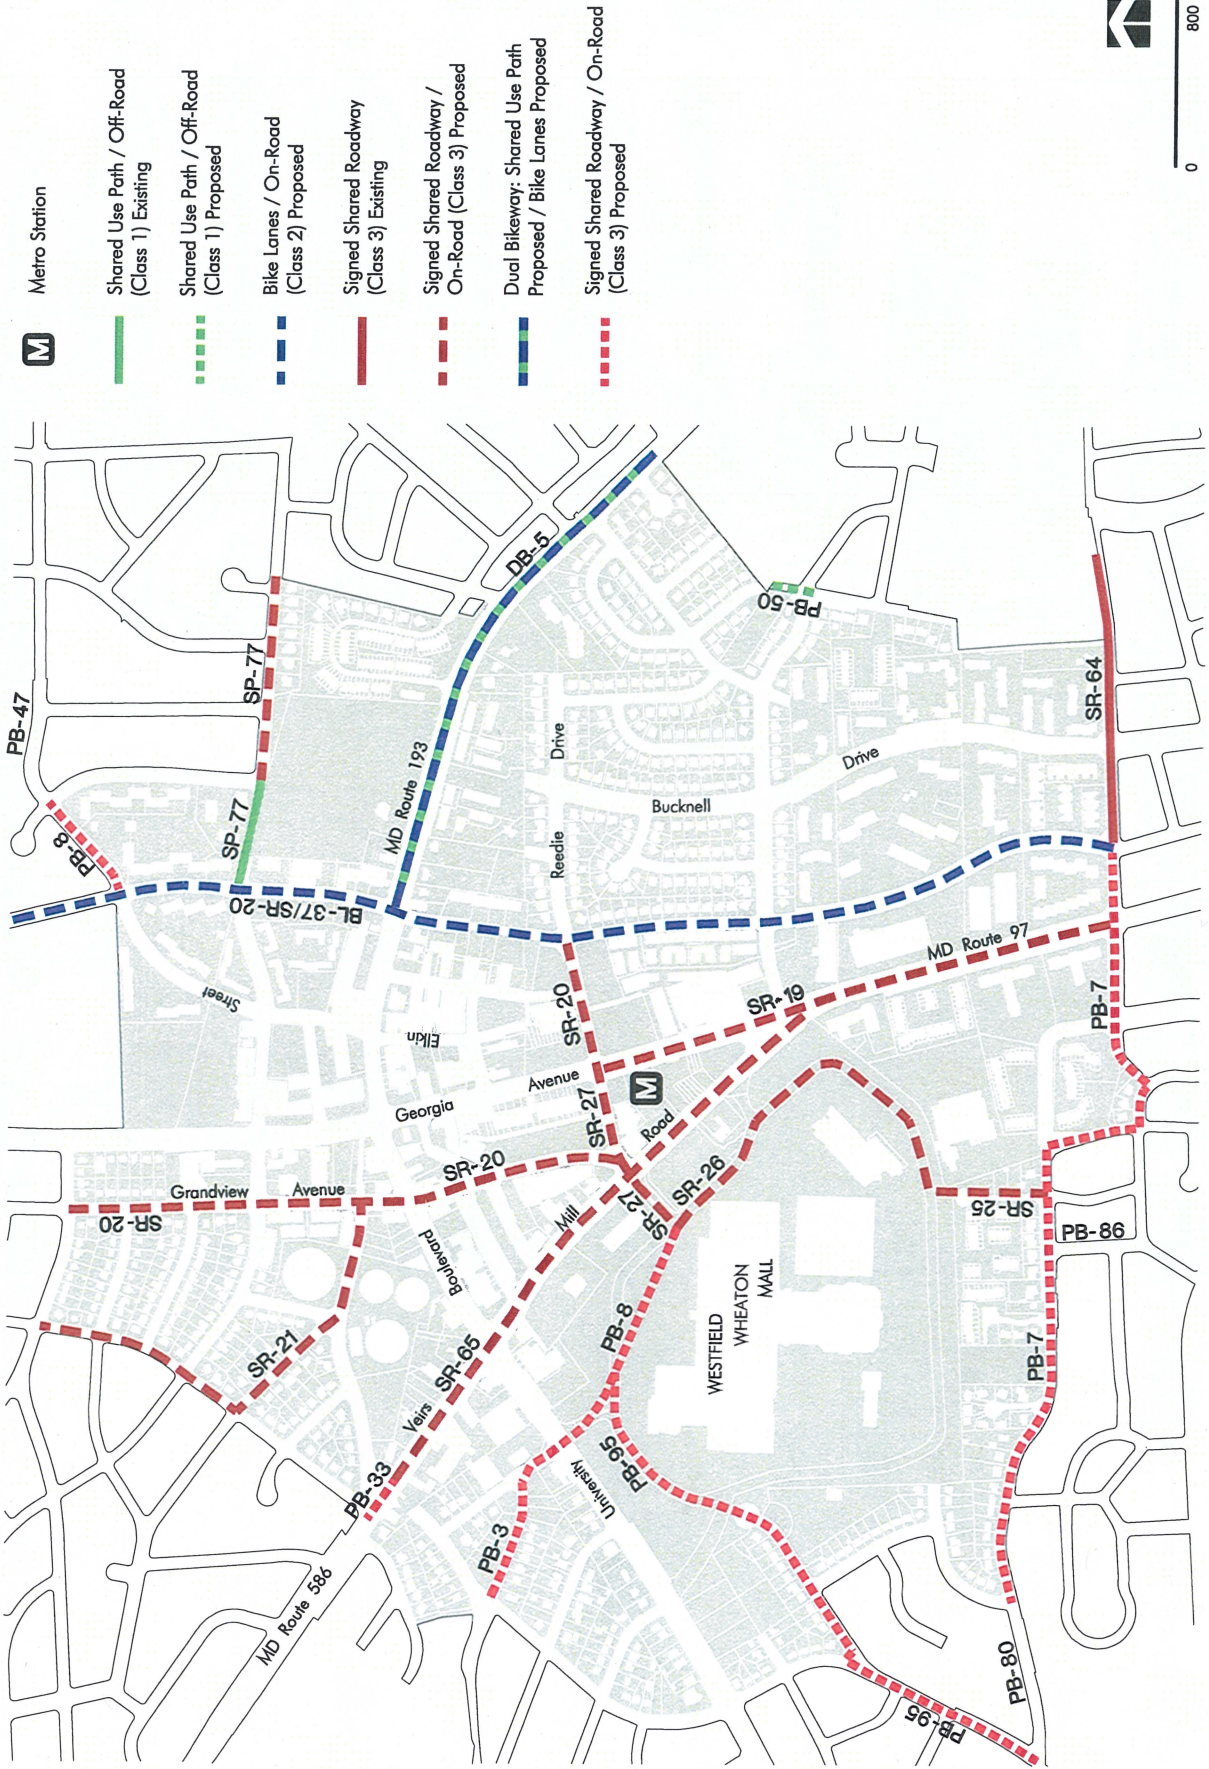 M
Metro Station
Shared Use Path / Off-Road
(Class 1) Existing
Shared Use Path / Off-Road
(Class 1) Proposed
Bike Lanes / On-Road
(Class 2) Proposed
Signed Shared Roadway
(Class 3) Existing
Signed Shared Roadway /
On-Road (Class 3) Proposed
Dual Bikeway: Shared Use Path
Proposed / Bike Lanes Proposed
Signed Shared Roadway / On-Road
(Class 3) Proposed
0
800
PB-47
PB-8
SP-77
SP-77
BL-37/SR-20
MD Route 193
DB-5
PB-50
Street
Elkin
Reedie
Drive
Bucknell
Drive
SR-64
MD Route 97
SR-19
SR-20
Avenue
Georgia
SR-27
M
Road
PB-7
SR-20
Grandview
Avenue
SR-20
SR-21
Boulevard
Mill
SR-27
SR-26
SR-25
PB-86
PB-8
WESTFIELD
WHEATON
MALL
PB-7
SR-65
Veirs
PB-33
MD Route 586
PB-3
University
PB-95
PB-80
PB-95